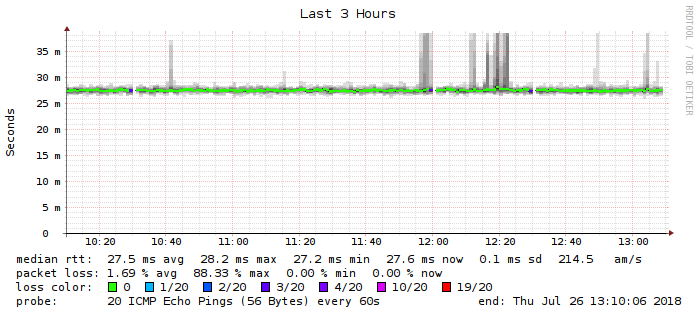 Last 3 Hours
RRDTOOL / TOBI OETIKER
Seconds
35 m
30 m
25 m
20 m
15 m
10 m
5 m
0
10:20 10:40 11:00 11:20 11:40 12:00 12:20 12:40 13:00
median rtt: 27.5 ms avg 28.2 ms max 27.2 ms min 27.6 ms now 0.1 ms sd 214.5 am/s
packet loss: 1.69 % avg 88.33 % max 0.00 % min 0.00 % now
loss color: 0 1/20 2/20 3/20 4/20 10/20 19/20
probe: 20 ICMP Echo Pings (56 Bytes) every 60s end: Thu Jul 26 13:10:06 2018